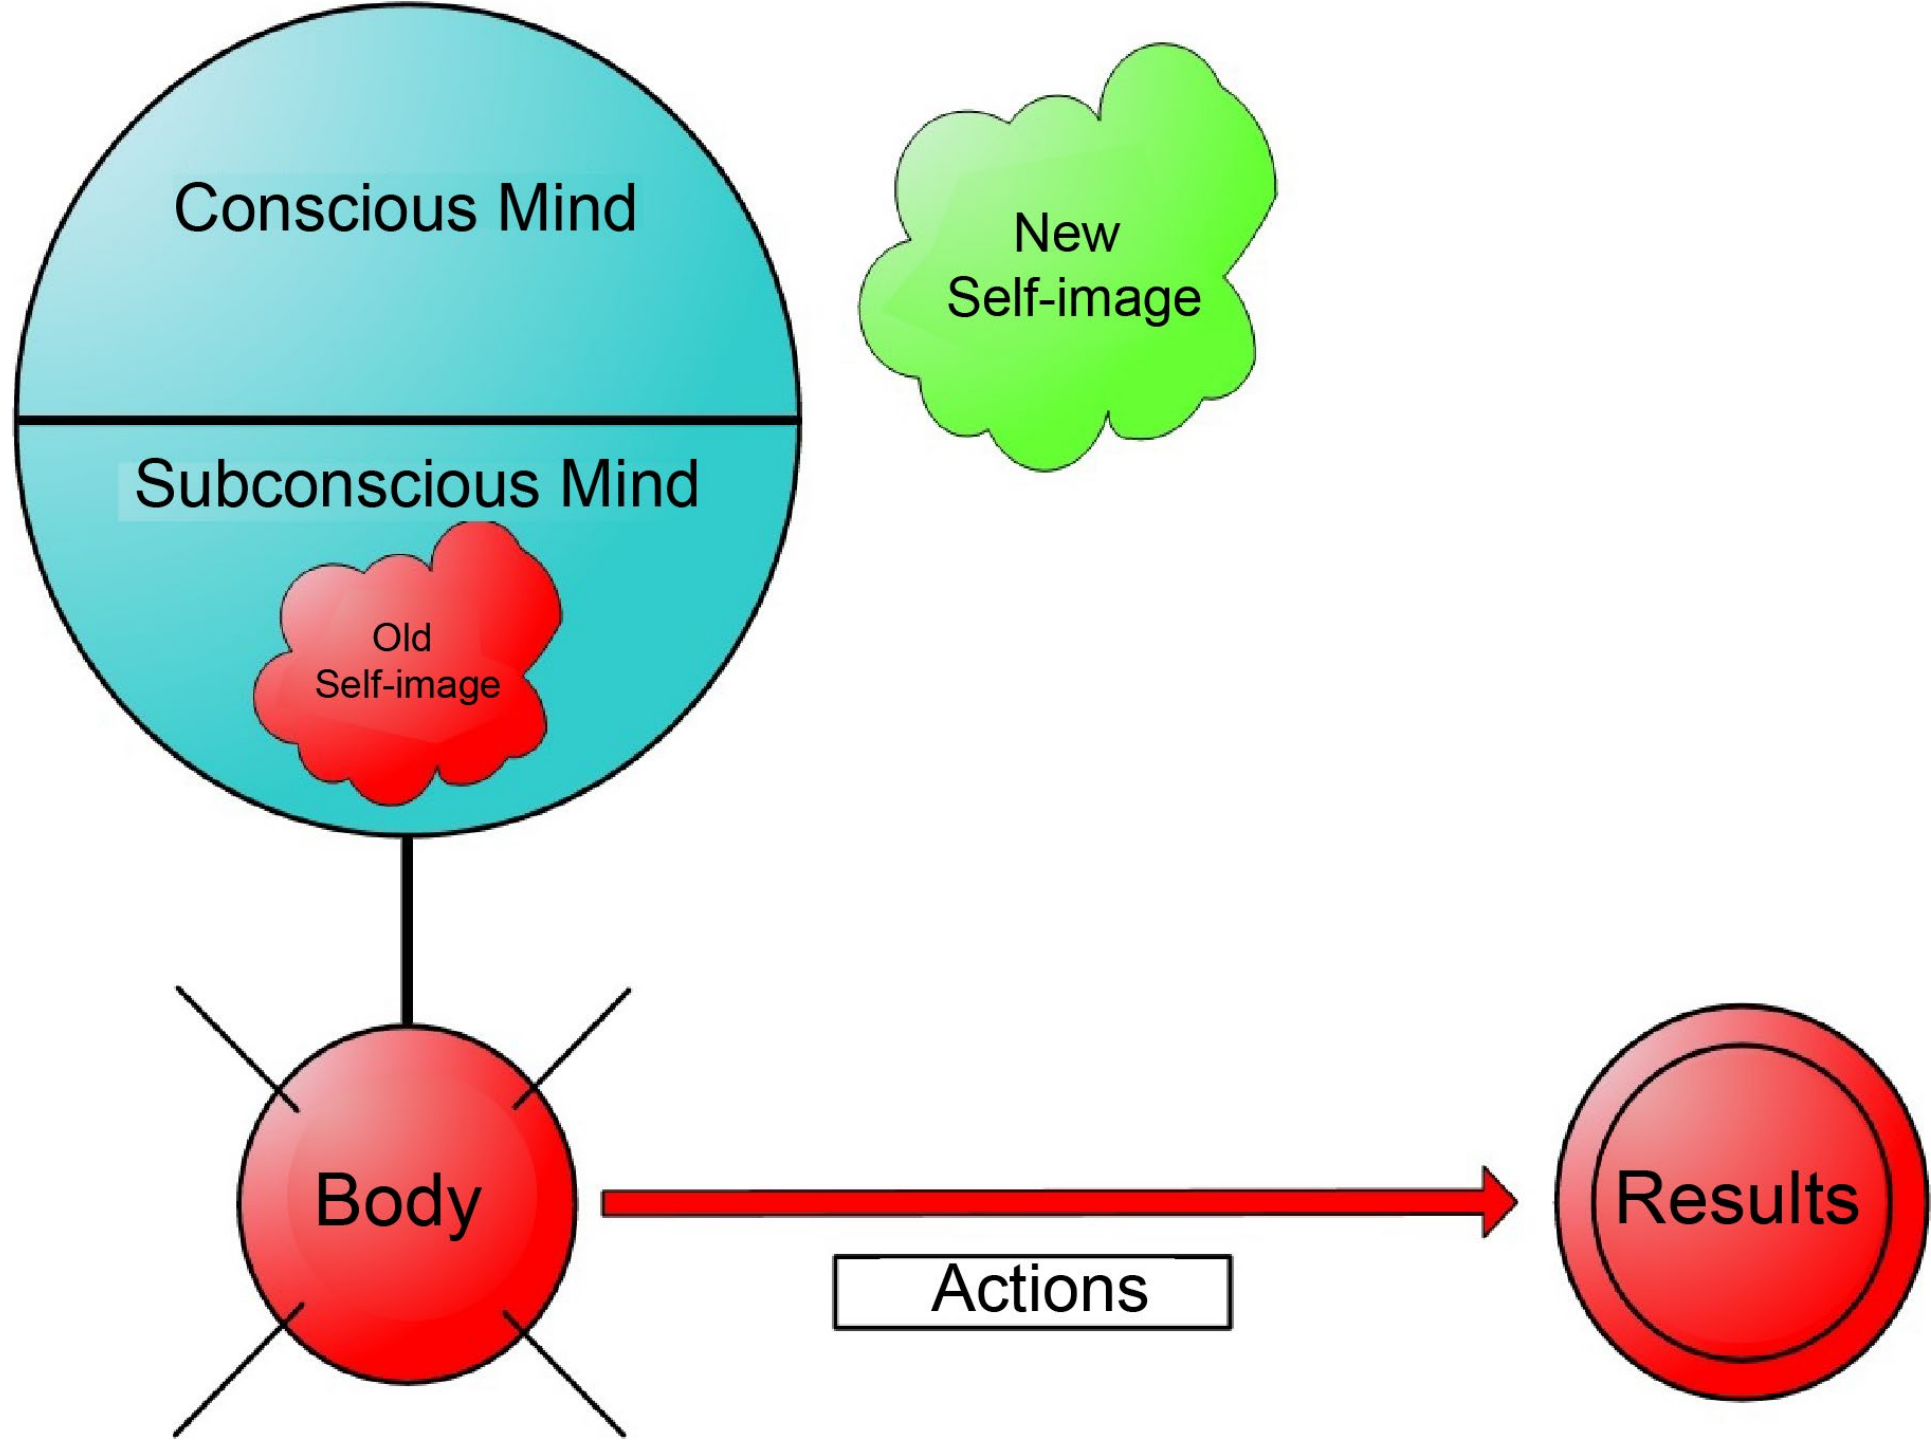 Conscious Mind
New
Self-image
Subconscious Mind
Old
Self-image
Body
Actions
Results